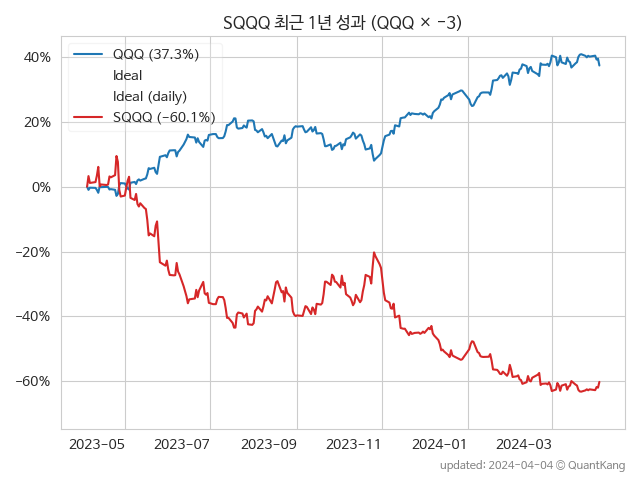 SQQQ 최근 1년 성과 (QQQ × −3)
QQQ (37.3%)
Ideal
Ideal (daily)
SQQQ (−60.1%)
40%
20%
0%
−20%
−40%
−60%
2023−05 2023−07 2023−09 2023−11 2024−01 2024−03
updated: 2024−04−04 © QuantKang